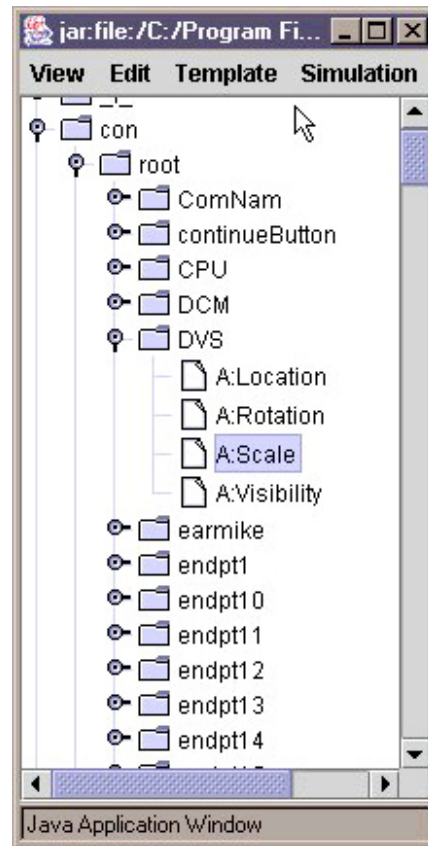 jar:file:/C:/Program Fi...
View Edit Template Simulation
con
root
ComNam
continueButton
CPU
DCM
DVS
A:Location
A:Rotation
A:Scale
A:Visibility
earmike
endpt1
endpt10
endpt11
endpt12
endpt13
endpt14
Java Application Window